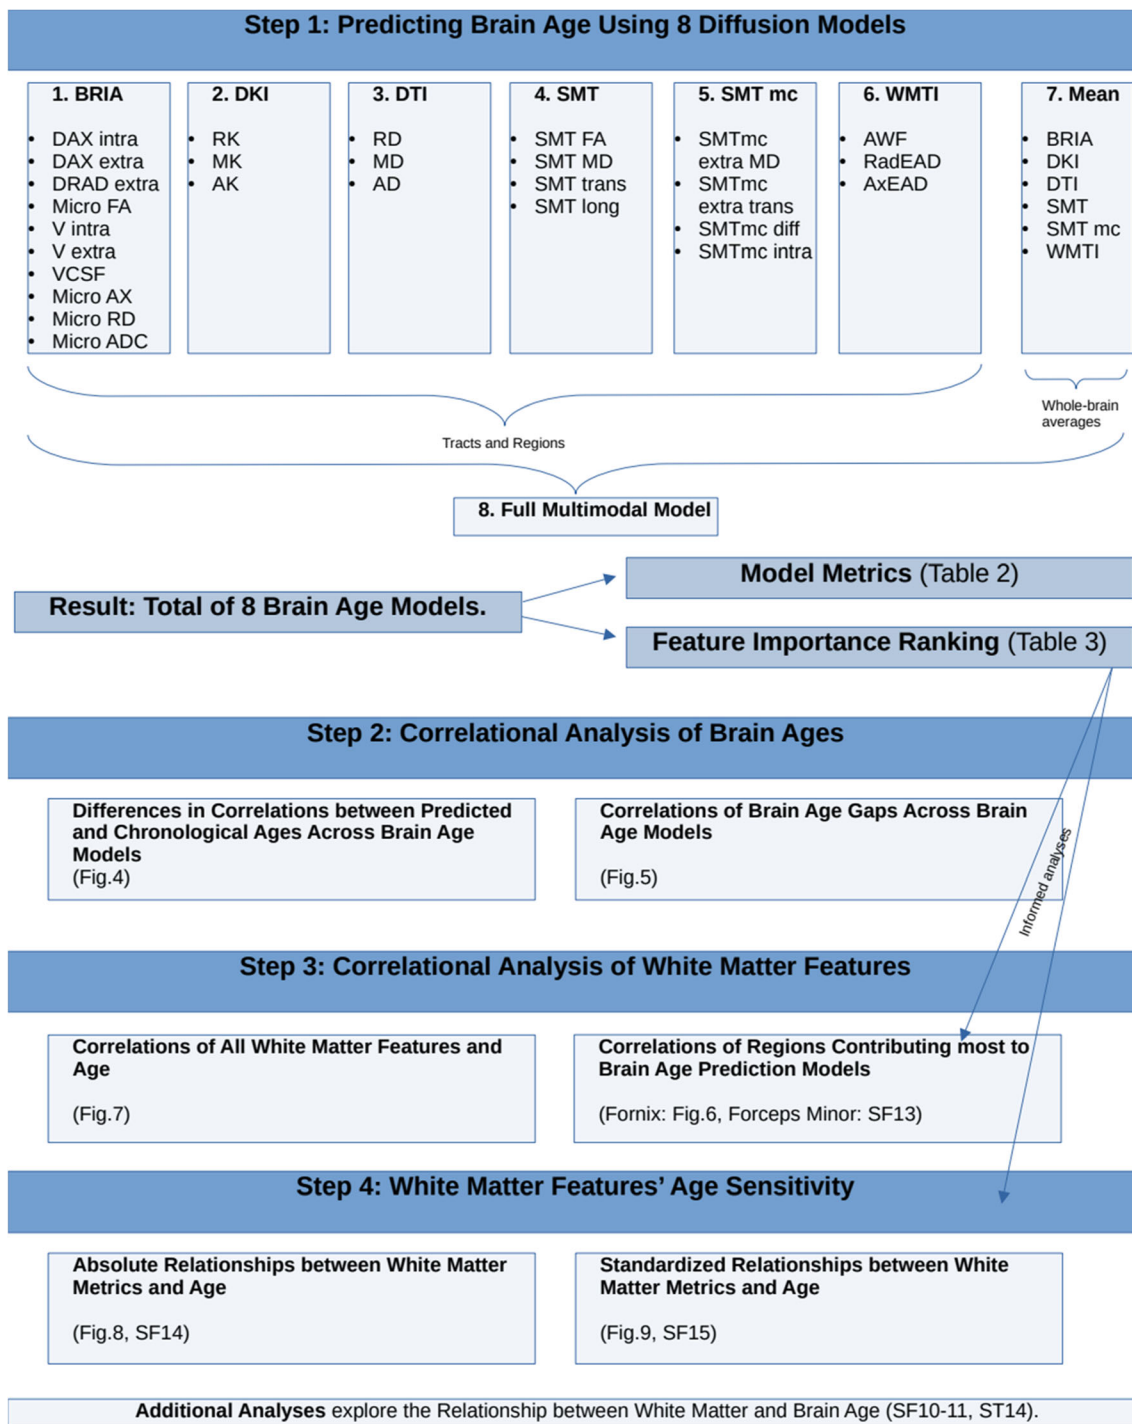 Step 1: Predicting Brain Age Using 8 Diffusion Models
1. BRIA
• DAX intra
• DAX extra
• DRAD extra
• Micro FA
• V intra
• V extra
• VCSF
• Micro AX
• Micro RD
• Micro ADC
2. DKI
• RK
• MK
• AK
3. DTI
• RD
• MD
• AD
4. SMT
• SMT FA
• SMT MD
• SMT trans
• SMT long
5. SMT mc
• SMTmc
extra MD
• SMTmc
extra trans
• SMTmc diff
• SMTmc intra
6. WMTI
• AWF
• RadEAD
• AxEAD
7. Mean
• BRIA
• DKI
• DTI
• SMT
• SMT mc
• WMTI
Tracts and Regions
Whole-brain
averages
8. Full Multimodal Model
Result: Total of 8 Brain Age Models.
Model Metrics (Table 2)
Feature Importance Ranking (Table 3)
Step 2: Correlational Analysis of Brain Ages
Differences in Correlations between Predicted
and Chronological Ages Across Brain Age
Models
(Fig.4)
Correlations of Brain Age Gaps Across Brain
Age Models
(Fig.5)
Informed analyses
Step 3: Correlational Analysis of White Matter Features
Correlations of All White Matter Features and
Age
(Fig.7)
Correlations of Regions Contributing most to
Brain Age Prediction Models
(Fornix: Fig.6, Forceps Minor: SF13)
Step 4: White Matter Features’ Age Sensitivity
Absolute Relationships between White Matter
Metrics and Age
(Fig.8, SF14)
Standardized Relationships between White
Matter Metrics and Age
(Fig.9, SF15)
Additional Analyses explore the Relationship between White Matter and Brain Age (SF10-11, ST14).